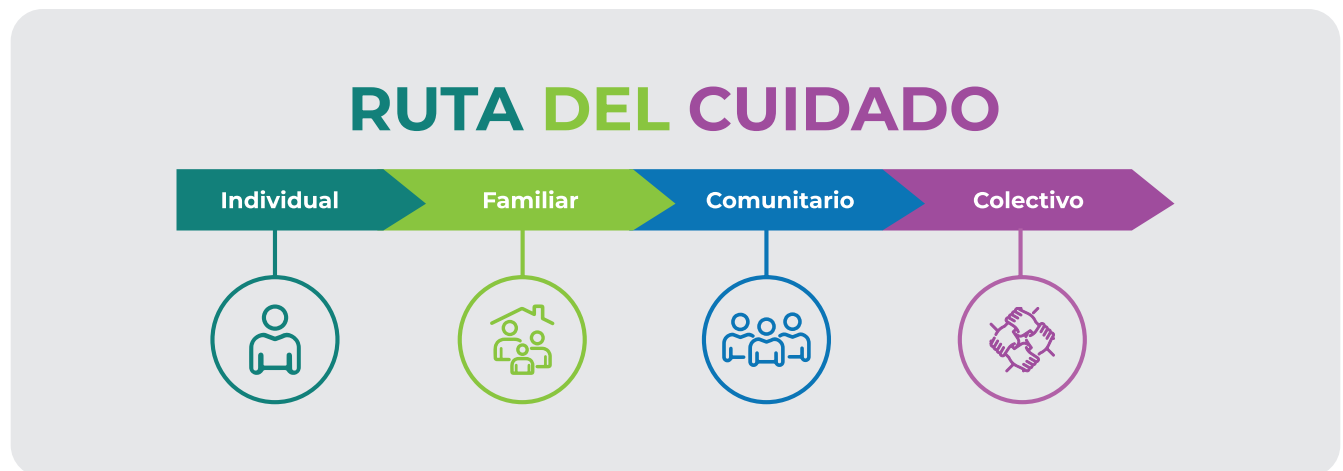 RUTA DEL CUIDADO
Individual
Familiar
Comunitario
Colectivo